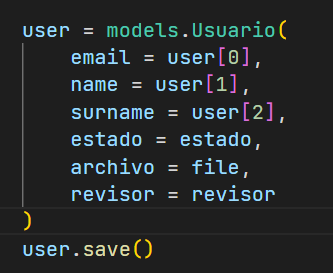 user = models.Usuario(
    email = user[0],
    name = user[1],
    surname = user[2],
    estado = estado,
    archivo = file,
    revisor = revisor
)
user.save()